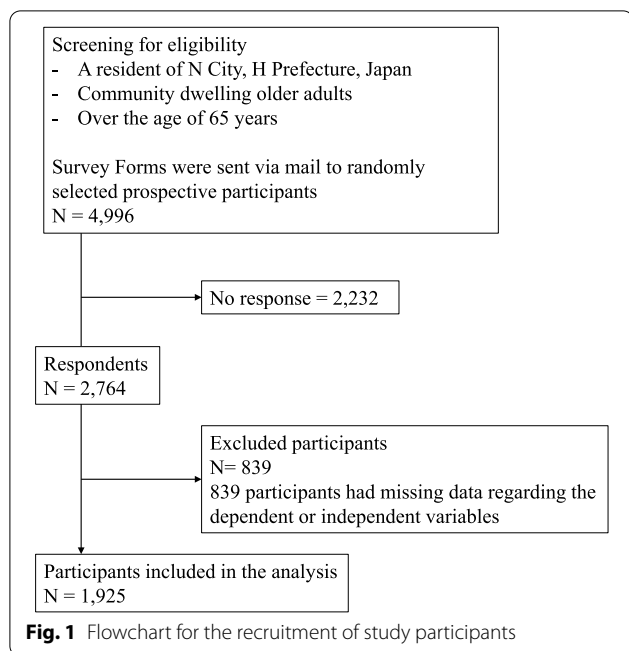 Screening for eligibility
- A resident of N City, H Prefecture, Japan
- Community dwelling older adults
- Over the age of 65 years
Survey Forms were sent via mail to randomly
selected prospective participants
N = 4,996
No response = 2,232
Respondents
N = 2,764
Excluded participants
N= 839
839 participants had missing data regarding the
dependent or independent variables
Participants included in the analysis
N = 1,925
Fig. 1 Flowchart for the recruitment of study participants